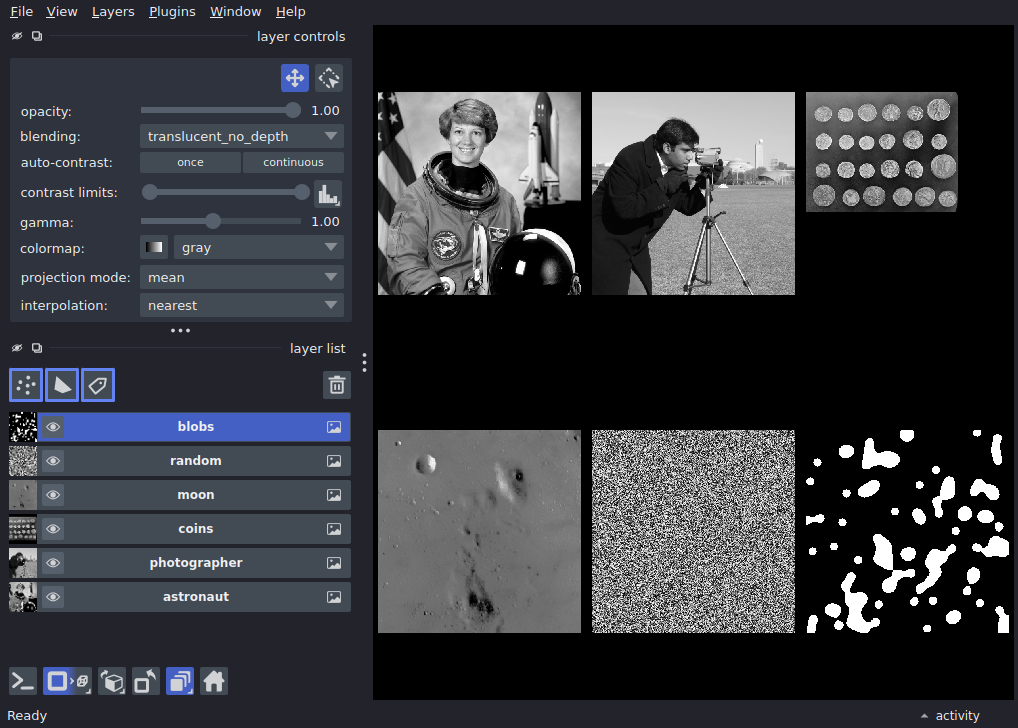 File View Layers Plugins Window Help
layer controls
opacity: 1.00
blending: translucent_no_depth
auto-contrast: once continuous
contrast limits:
gamma: 1.00
colormap: gray
projection mode: mean
interpolation: nearest
layer list
blobs
random
moon
coins
photographer
astronaut
Ready activity